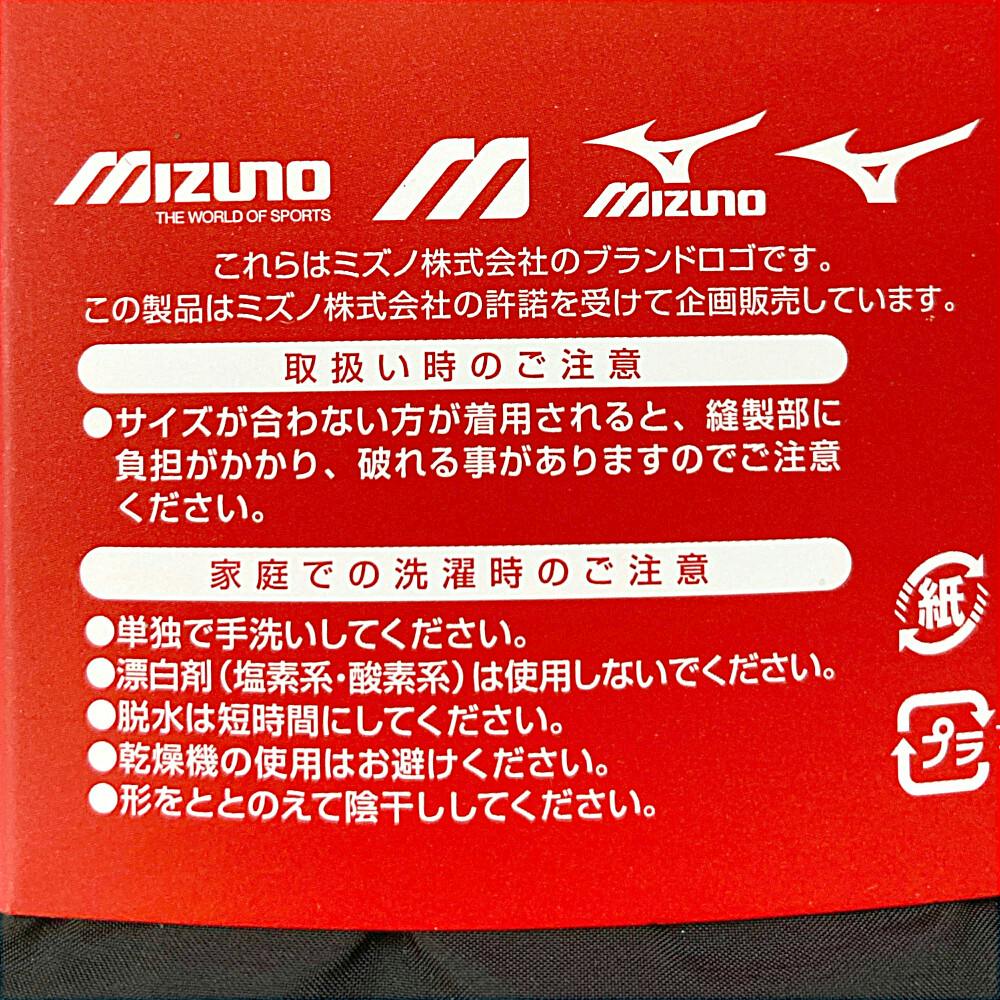 MIZUNO
THE WORLD OF SPORTS
MIZUNO
これらはミズノ株式会社のブランドロゴです。
この製品はミズノ株式会社の許諾を受けて企画販売しています。
取扱い時のご注意
●サイズが合わない方が着用されると、縫製部に
負担がかかり、破れる事がありますのでご注意
ください。
家庭での洗濯時のご注意
●単独で手洗いしてください。
●漂白剤(塩素系・酸素系)は使用しないでください。
●脱水は短時間にしてください。
●乾燥機の使用はお避けください。
●形をととのえて陰干ししてください。
紙
プラ